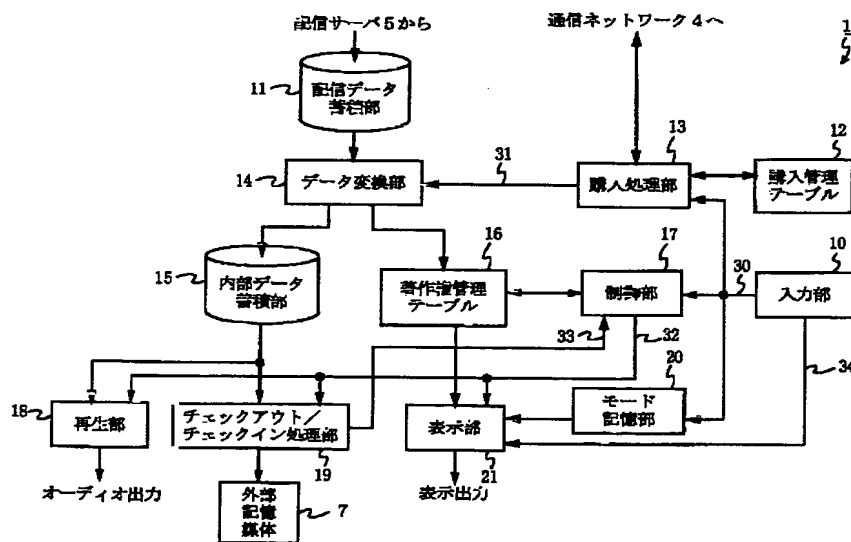 配信サーバ5から
通信ネットワーク4へ
1
11
配信データ
蓄積部
13
12
14
データ変換部
31
購入処理部
購入管理
テーブル
15
内部データ
蓄積部
16
著作権管理
テーブル
17
制御部
30
10
入力部
33
32
34
18
再生部
チェックアウト/
チェックイン処理部
19
表示部
21
20
モード
記憶部
オーディオ出力
外部
記憶
媒体
7
表示出力